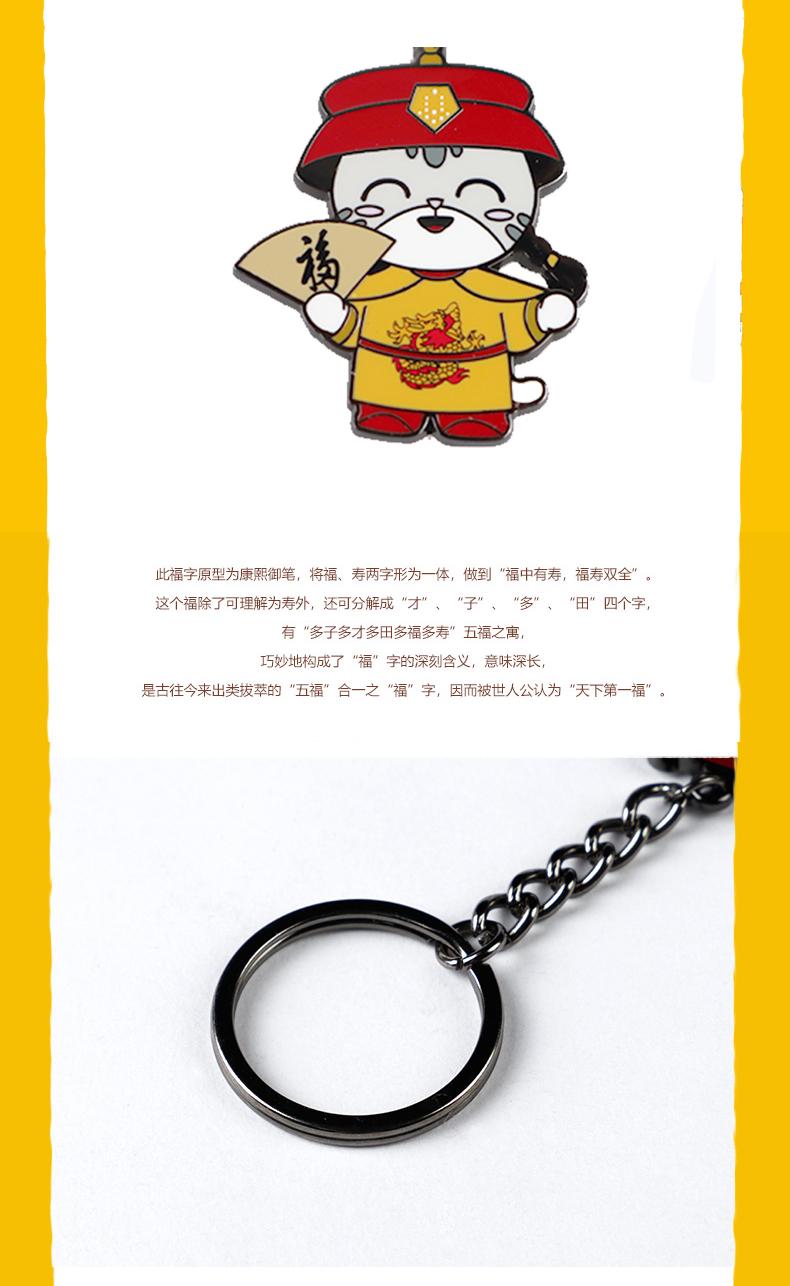 福
此福字原型为康熙御笔，将福、寿两字形为一体，做到“福中有寿，福寿双全”。
这个福除了可理解为寿外，还可分解成“才”、“子”、“多”、“田”四个字，
有“多子多才多田多福多寿”五福之寓，
巧妙地构成了“福”字的深刻含义，意味深长，
是古往今来出类拔萃的“五福”合一之“福”字，因而被世人公认为“天下第一福”。